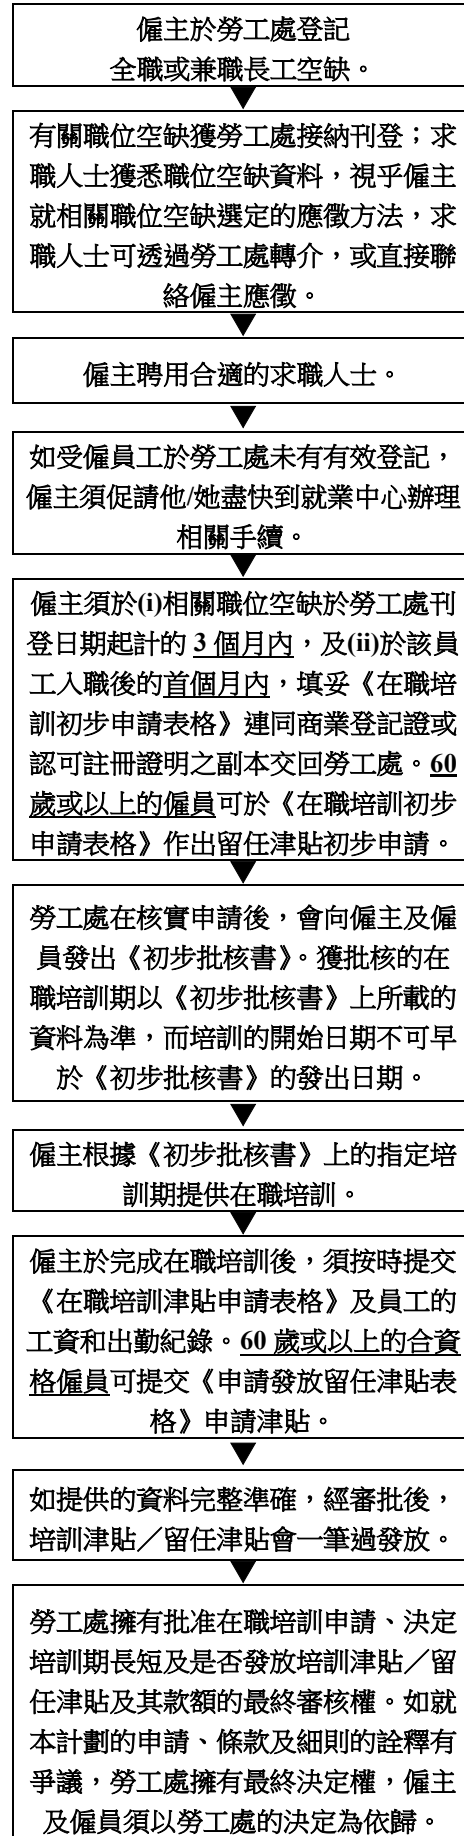 僱主於勞工處登記
全職或兼職長工空缺。
有關職位空缺獲勞工處接納刊登；求
職人士獲悉職位空缺資料，視乎僱主
就相關職位空缺選定的應徵方法，求
職人士可透過勞工處轉介，或直接聯
絡僱主應徵。
僱主聘用合適的求職人士。
如受僱員工於勞工處未有有效登記，
僱主須促請他/她盡快到就業中心辦理
相關手續。
僱主須於(i)相關職位空缺於勞工處刊
登日期起計的 3 個月內，及(ii)於該員
工入職後的首個月內，填妥《在職培
訓初步申請表格》連同商業登記證或
認可註冊證明之副本交回勞工處。60
歲或以上的僱員可於《在職培訓初步
申請表格》作出留任津貼初步申請。
勞工處在核實申請後，會向僱主及僱
員發出《初步批核書》。獲批核的在
職培訓期以《初步批核書》上所載的
資料為準，而培訓的開始日期不可早
於《初步批核書》的發出日期。
僱主根據《初步批核書》上的指定培
訓期提供在職培訓。
僱主於完成在職培訓後，須按時提交
《在職培訓津貼申請表格》及員工的
工資和出勤紀錄。60 歲或以上的合資
格僱員可提交《申請發放留任津貼表
格》申請津貼。
如提供的資料完整準確，經審批後，
培訓津貼／留任津貼會一筆過發放。
勞工處擁有批准在職培訓申請、決定
培訓期長短及是否發放培訓津貼／留
任津貼及其款額的最終審核權。如就
本計劃的申請、條款及細則的詮釋有
爭議，勞工處擁有最終決定權，僱主
及僱員須以勞工處的決定為依歸。